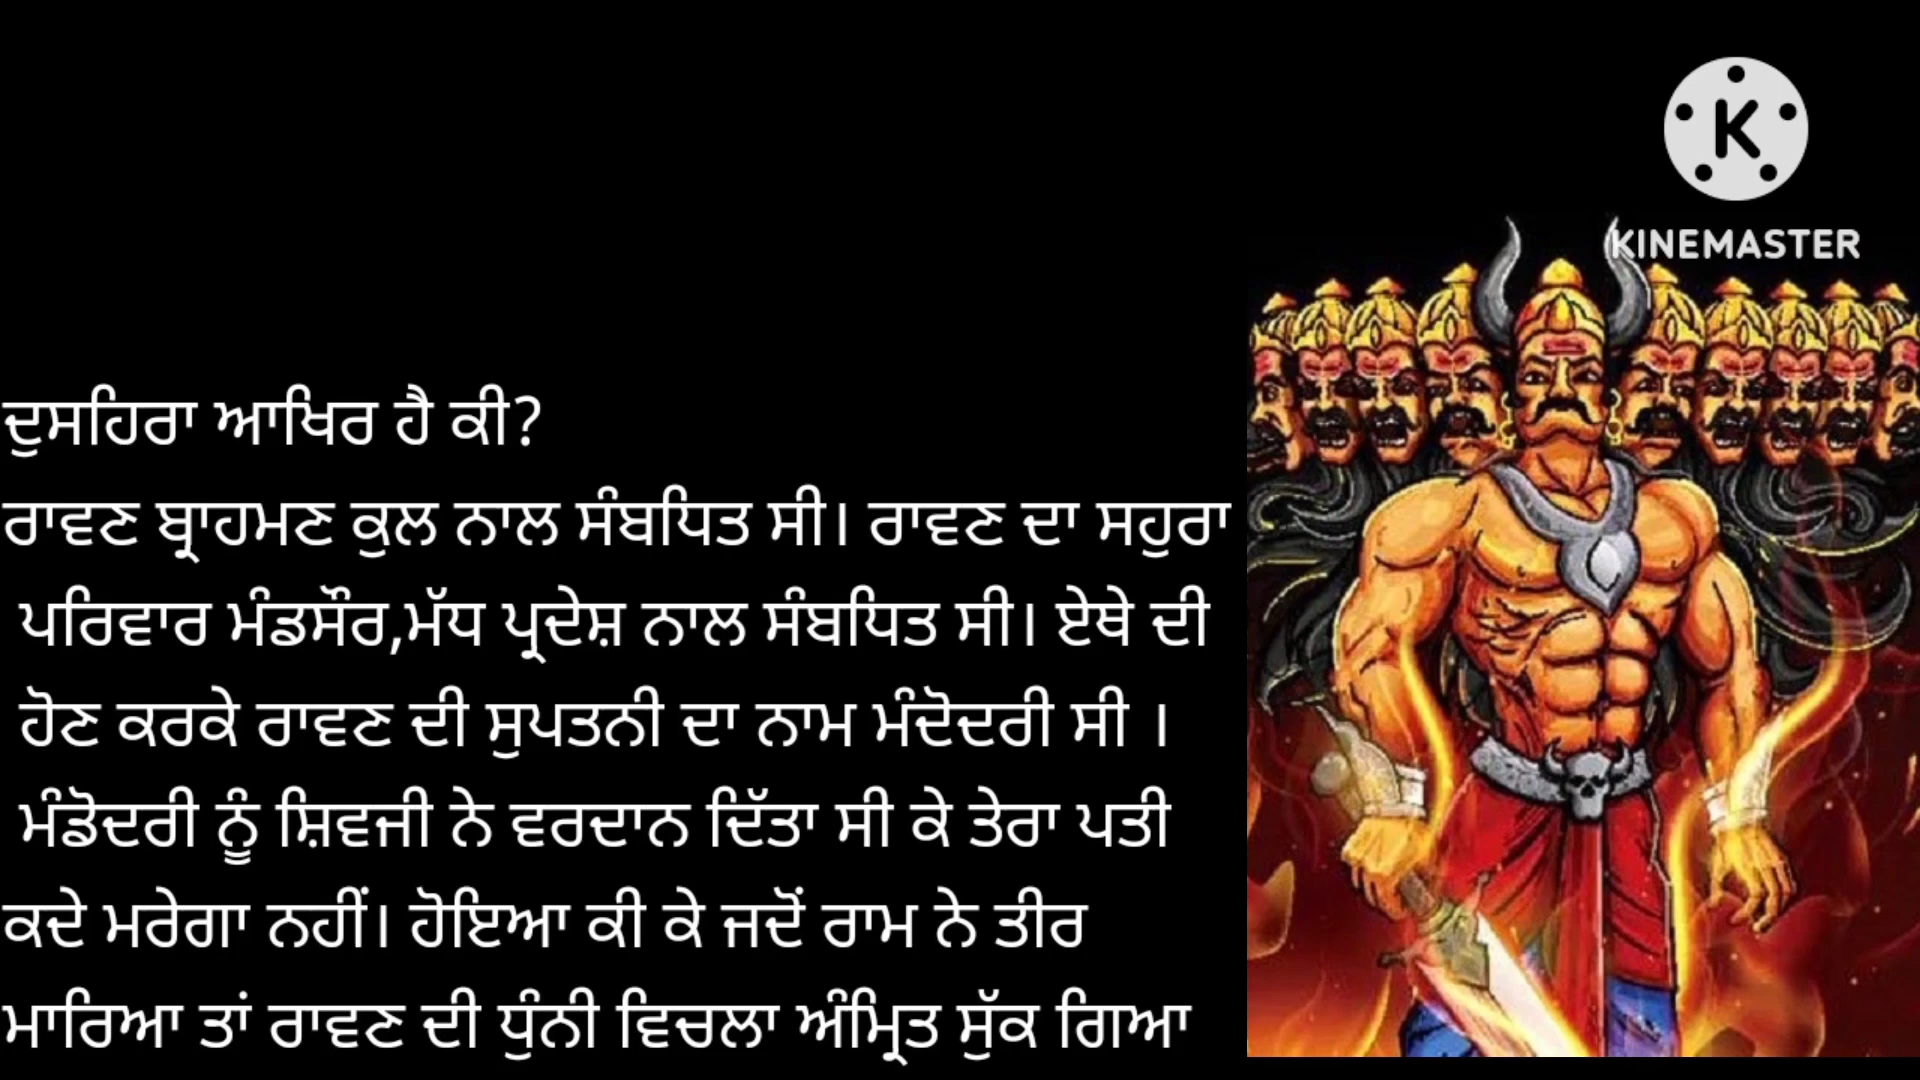 K
KINEMASTER
ਦੁਸਹਿਰਾ ਆਖਿਰ ਹੈ ਕੀ?
ਰਾਵਣ ਬ੍ਰਾਹਮਣ ਕੁਲ ਨਾਲ ਸੰਬਧਿਤ ਸੀ। ਰਾਵਣ ਦਾ ਸਹੁਰਾ
ਪਰਿਵਾਰ ਮੰਡਸੌਰ,ਮੱਧ ਪ੍ਰਦੇਸ਼ ਨਾਲ ਸੰਬਧਿਤ ਸੀ। ਏਥੇ ਦੀ
ਹੋਣ ਕਰਕੇ ਰਾਵਣ ਦੀ ਸੁਪਤਨੀ ਦਾ ਨਾਮ ਮੰਦੋਦਰੀ ਸੀ ।
ਮੰਡੋਦਰੀ ਨੂੰ ਸ਼ਿਵਜੀ ਨੇ ਵਰਦਾਨ ਦਿੱਤਾ ਸੀ ਕੇ ਤੇਰਾ ਪਤੀ
ਕਦੇ ਮਰੇਗਾ ਨਹੀਂ। ਹੋਇਆ ਕੀ ਕੇ ਜਦੋਂ ਰਾਮ ਨੇ ਤੀਰ
ਮਾਰਿਆ ਤਾਂ ਰਾਵਣ ਦੀ ਧੁੰਨੀ ਵਿਚਲਾ ਅੰਮ੍ਰਿਤ ਸੁੱਕ ਗਿਆ